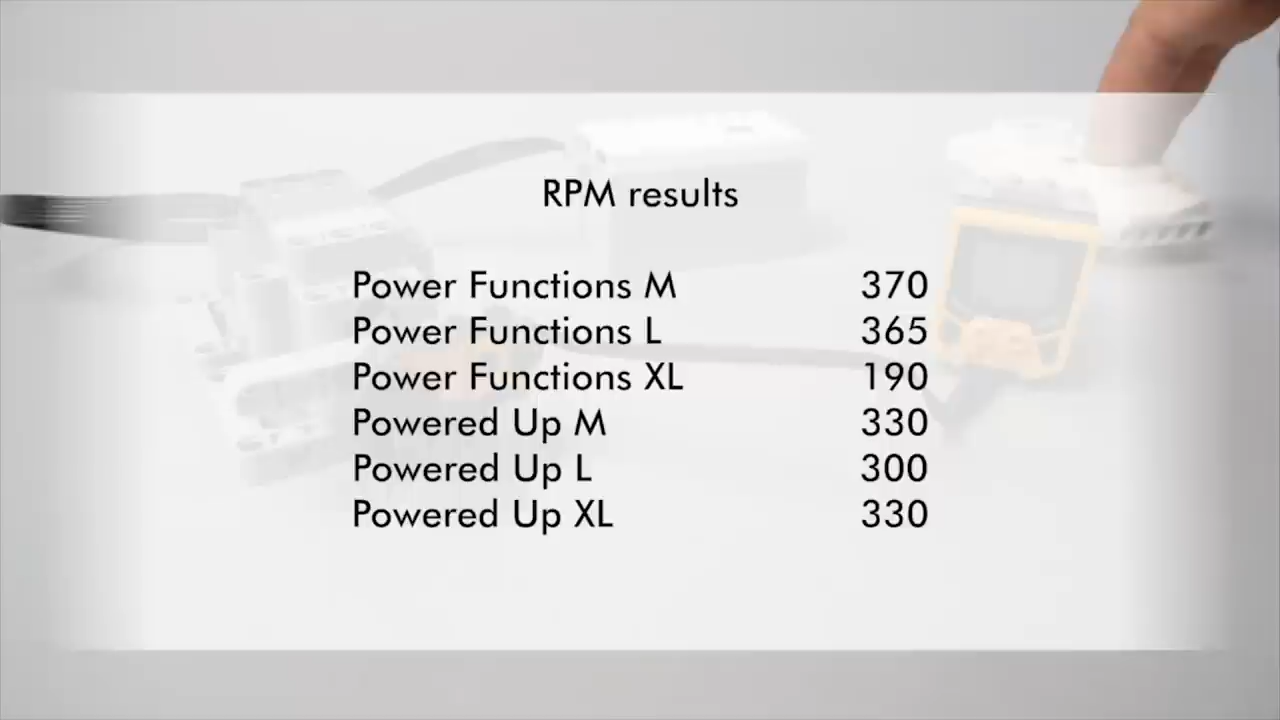 RPM results
Power Functions M 370
Power Functions L 365
Power Functions XL 190
Powered Up M 330
Powered Up L 300
Powered Up XL 330